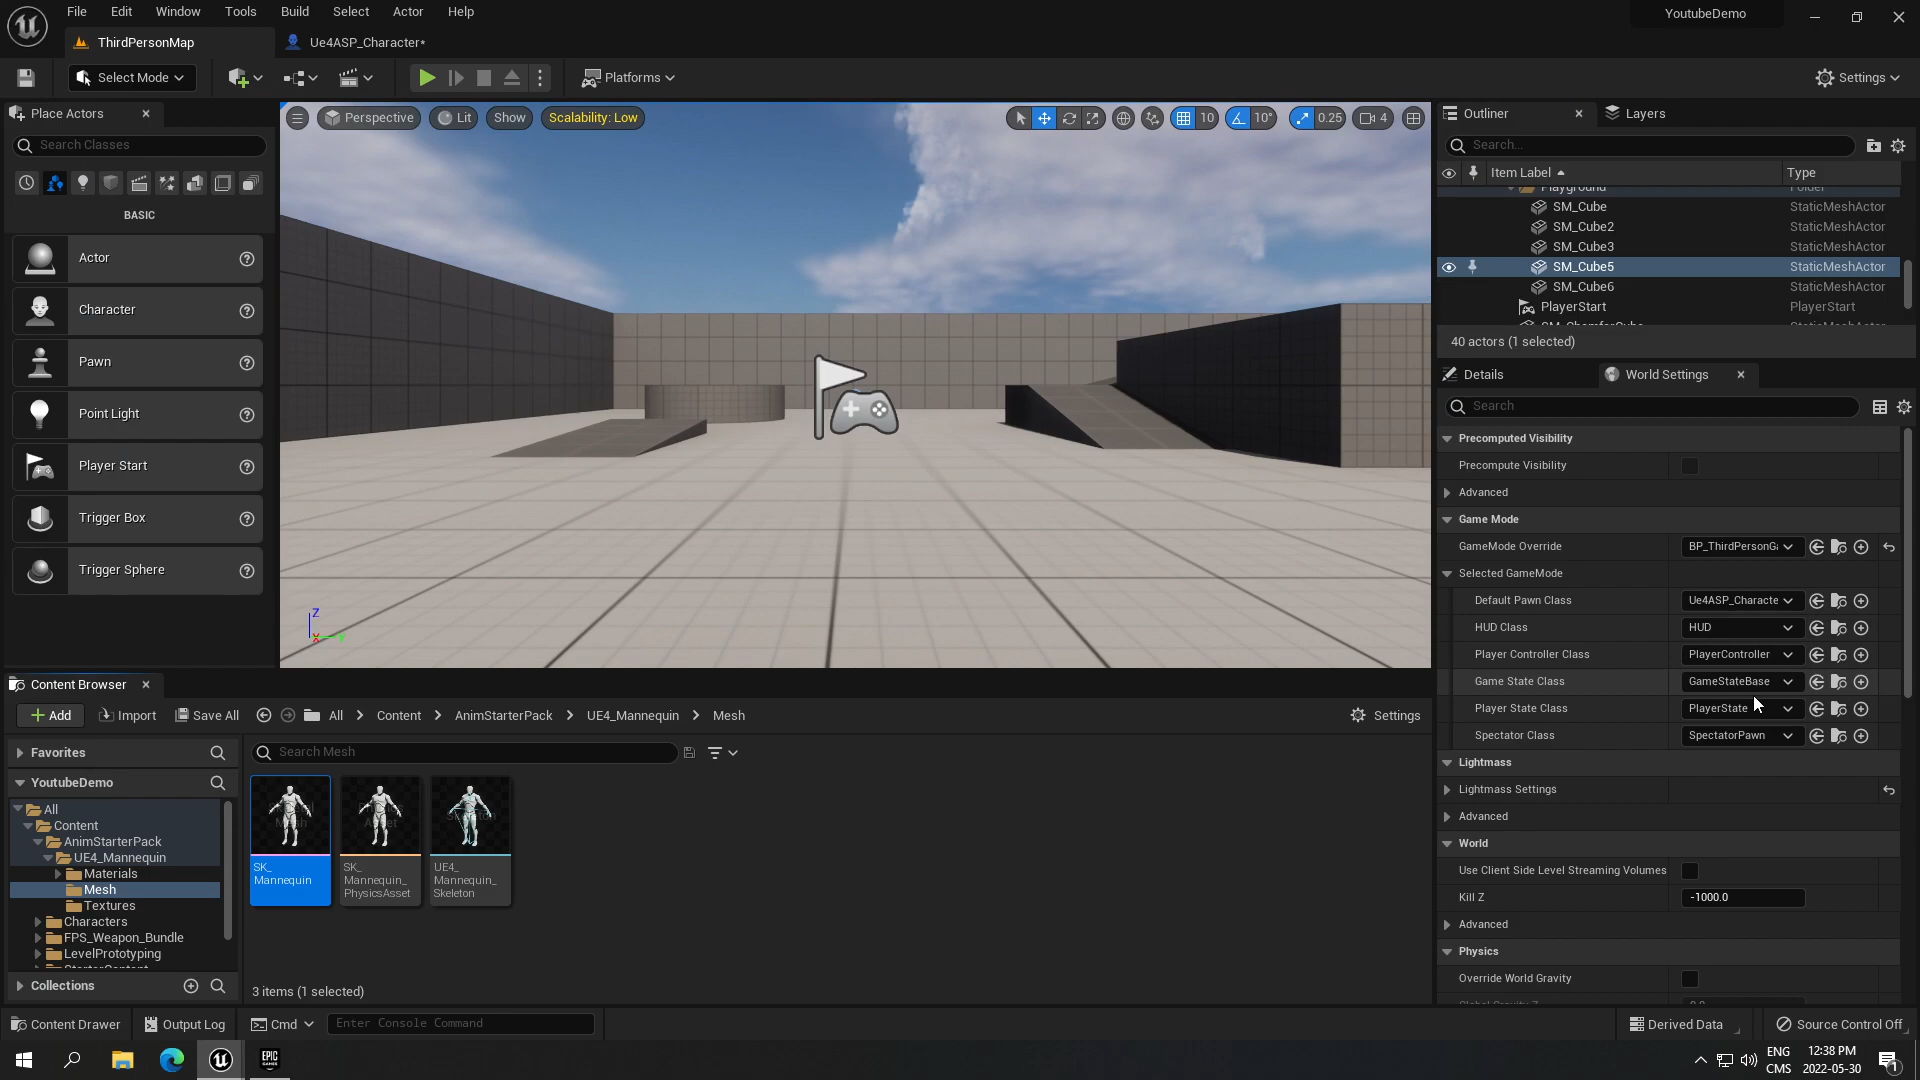 File Edit Window Tools Build Select Actor Help
YoutubeDemo
ThirdPersonMap
Ue4ASP_Character*
Select Mode
Platforms
Settings
Place Actors
Search Classes
BASIC
Actor
Character
Pawn
Point Light
Player Start
Trigger Box
Trigger Sphere
Perspective Lit Show Scalability: Low
10 10° 0.25 4
Z
Outliner Layers
Search...
Item Label Type
Playground Folder
SM_Cube StaticMeshActor
SM_Cube2 StaticMeshActor
SM_Cube3 StaticMeshActor
SM_Cube5 StaticMeshActor
SM_Cube6 StaticMeshActor
PlayerStart PlayerStart
SM_ChamferCube StaticMeshActor
40 actors (1 selected)
Details World Settings
Search
Precomputed Visibility
Precompute Visibility
Advanced
Game Mode
GameMode Override BP_ThirdPersonGa
Selected GameMode
Default Pawn Class Ue4ASP_Characte
HUD Class HUD
Player Controller Class PlayerController
Game State Class GameStateBase
Player State Class PlayerState
Spectator Class SpectatorPawn
Lightmass
Lightmass Settings
Advanced
World
Use Client Side Level Streaming Volumes
Kill Z -1000.0
Advanced
Physics
Override World Gravity
Content Browser
Add Import Save All All Content AnimStarterPack UE4_Mannequin Mesh Settings
Favorites
YoutubeDemo
All
Content
AnimStarterPack
UE4_Mannequin
Materials
Mesh
Textures
Characters
FPS_Weapon_Bundle
LevelPrototyping
StarterContent
Collections
Search Mesh
SK_
Mannequin
SK_
Mannequin_
PhysicsAsset
UE4_
Mannequin_
Skeleton
3 items (1 selected)
Content Drawer Output Log Cmd Enter Console Command Derived Data Source Control Off
EPIC
GAMES
ENG
CMS
12:38 PM
2022-05-30
1